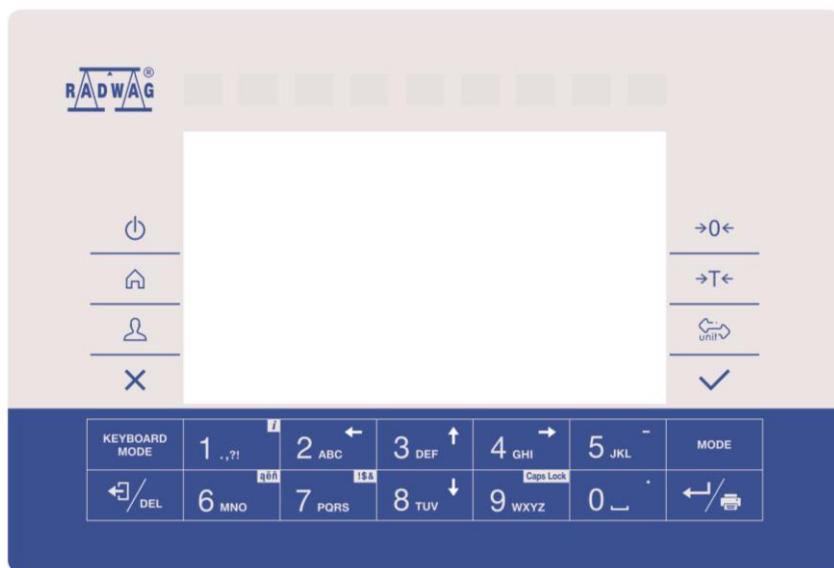 RADWAG®
→0←
→T←
unit
KEYBOARD MODE
i
1 .,?!
←
2 ABC
↑
3 DEF
→
4 GHI
-
5 JKL
MODE
/DEL
ąêñ
6 MNO
!$&
7 PQRS
↓
8 TUV
Caps Lock
9 WXYZ
.
0 ⎵